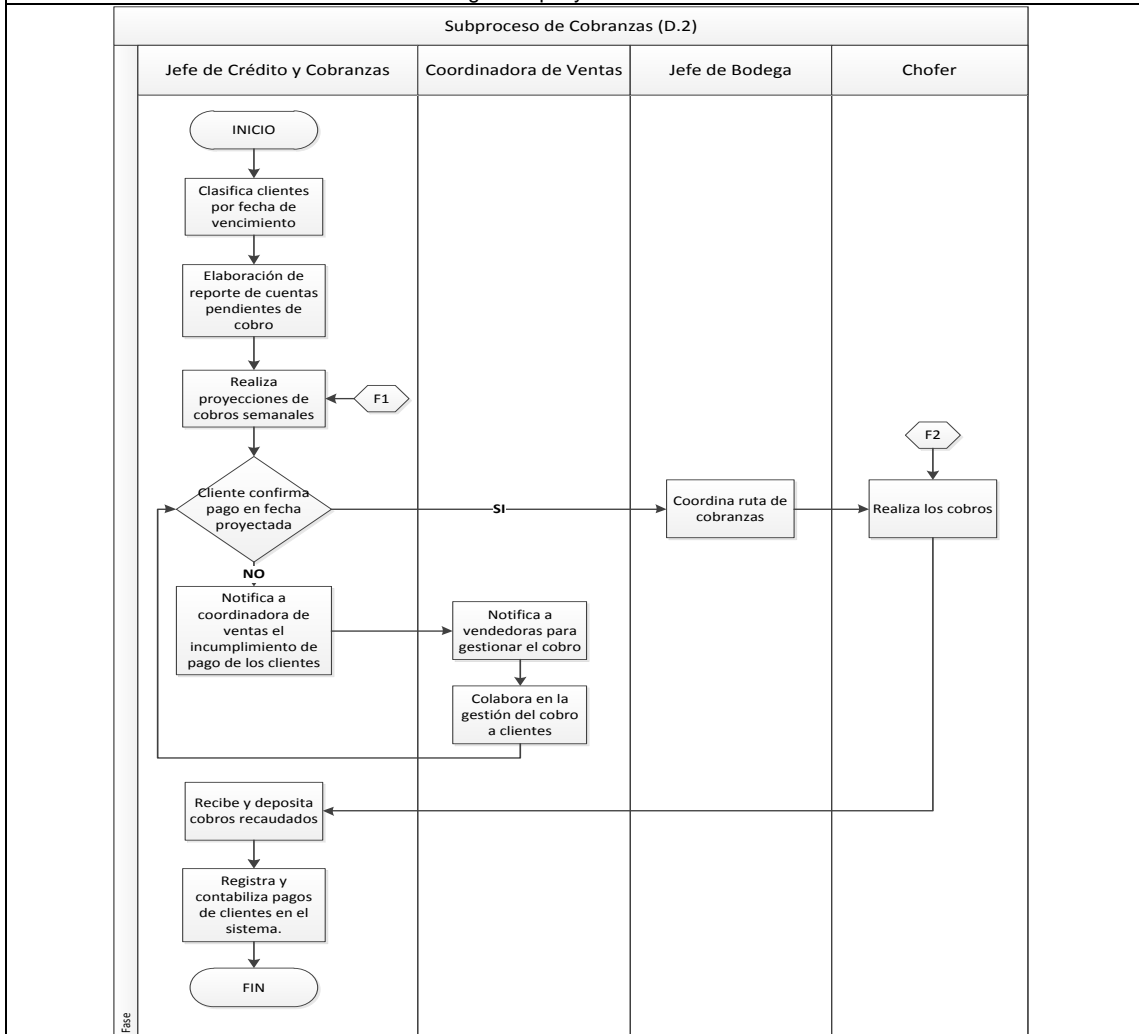 Subproceso de Cobranzas (D.2)
Jefe de Crédito y Cobranzas
Coordinadora de Ventas
Jefe de Bodega
Chofer
INICIO
Clasifica clientes
por fecha de
vencimiento
Elaboración de
reporte de cuentas
pendientes de
cobro
Realiza
proyecciones de
cobros semanales
F1
Cliente confirma
pago en fecha
proyectada
SI
Coordina ruta de
cobranzas
F2
Realiza los cobros
NO
Notifica a
coordinadora de
ventas el
incumplimiento de
pago de los clientes
Notifica a
vendedoras para
gestionar el cobro
Colabora en la
gestión del cobro
a clientes
Recibe y deposita
cobros recaudados
Registra y
contabiliza pagos
de clientes en el
sistema.
FIN
Fase